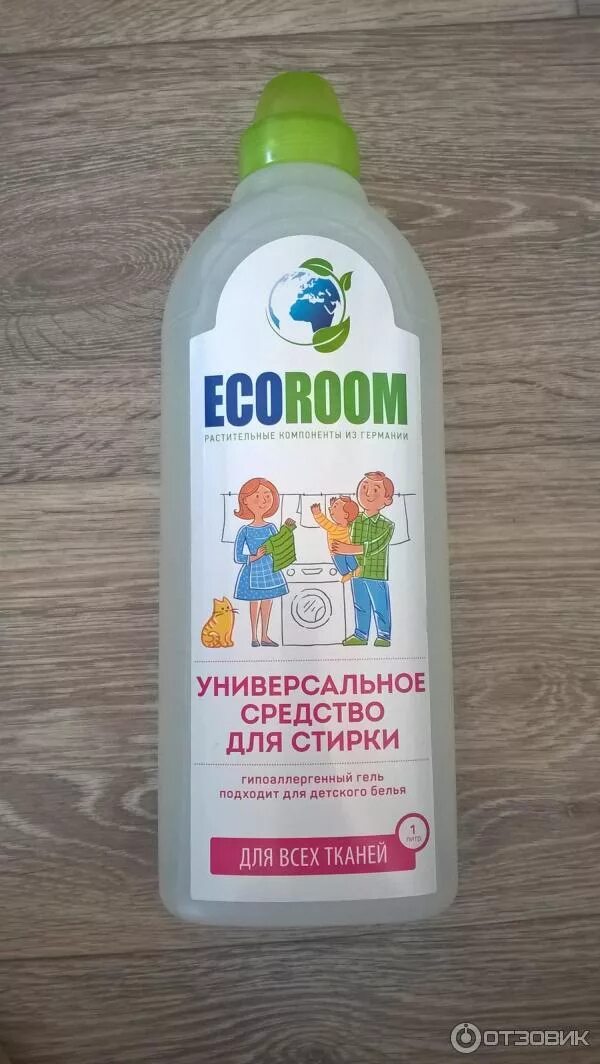 ECOROOM
РАСТИТЕЛЬНЫЕ КОМПОНЕНТЫ ИЗ ГЕРМАНИИ
УНИВЕРСАЛЬНОЕ
СРЕДСТВО
ДЛЯ СТИРКИ
гипоаллергенный гель
подходит для детского белья
1
литр
ДЛЯ ВСЕХ ТКАНЕЙ
ОТЗОВИК